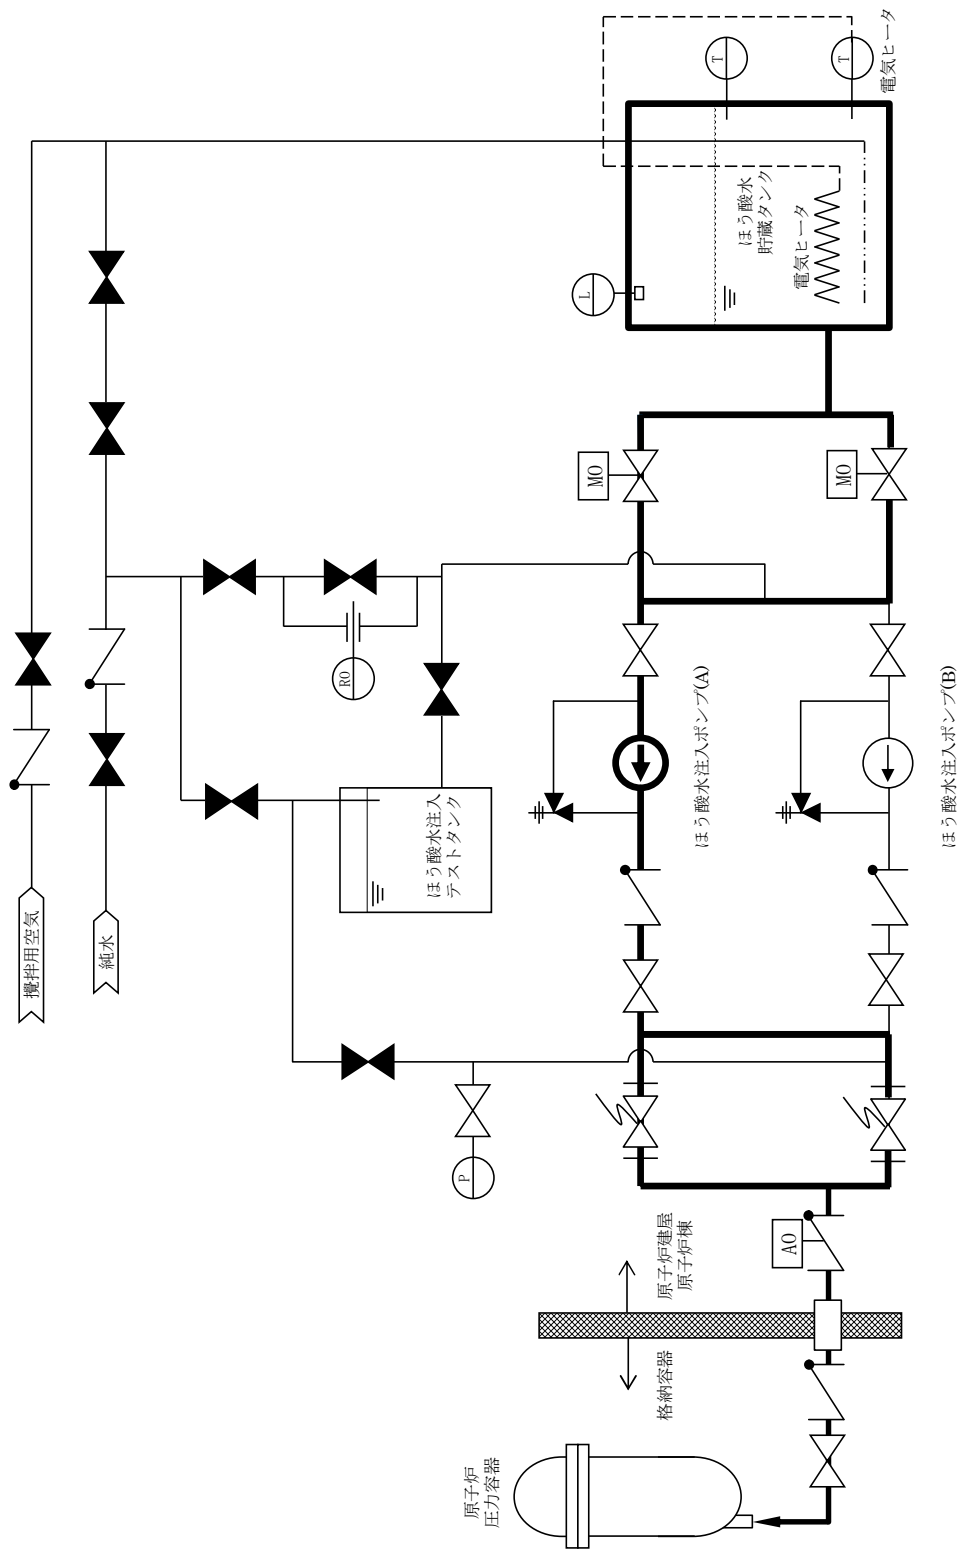 原子炉
圧力容器
格納容器
原子炉建屋
原子炉棟
AO
P
攪拌用空気
純水
ほう酸水注入
テストタンク
RO
ほう酸水注入ポンプ(A)
ほう酸水注入ポンプ(B)
MO
MO
L
ほう酸水
貯蔵タンク
電気ヒータ
T
T
電気ヒータ